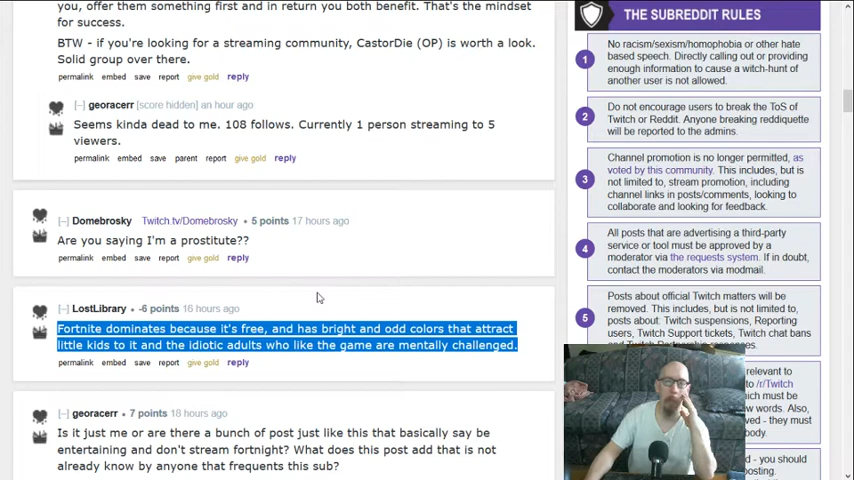 you, offer them something first and in return you both benefit. That's the mindset
for success.
BTW - if you're looking for a streaming community, CastorDie (OP) is worth a look.
Solid group over there.
permalink embed save report give gold reply
[–] georacerr [score hidden] an hour ago
Seems kinda dead to me. 108 follows. Currently 1 person streaming to 5
viewers.
permalink embed save parent report give gold reply
[–] Domebrosky Twitch.tv/Domebrosky • 5 points 17 hours ago
Are you saying I'm a prostitute??
permalink embed save report give gold reply
[–] LostLibrary • -6 points 16 hours ago
Fortnite dominates because it's free, and has bright and odd colors that attract
little kids to it and the idiotic adults who like the game are mentally challenged.
permalink embed save report give gold reply
[–] georacerr • 7 points 18 hours ago
Is it just me or are there a bunch of post just like this that basically say be
entertaining and don't stream fortnight? What does this post add that is not
already know by anyone that frequents this sub?
THE SUBREDDIT RULES
1
No racism/sexism/homophobia or other hate
based speech. Directly calling out or providing
enough information to cause a witch-hunt of
another user is not allowed.
2
Do not encourage users to break the ToS of
Twitch or Reddit. Anyone breaking reddiquette
will be reported to the admins.
3
Channel promotion is no longer permitted, as
voted by this community. This includes, but is
not limited to, stream promotion, including
channel links in posts/comments, looking to
collaborate and looking for feedback.
4
All posts that are advertising a third-party
service or tool must be approved by a
moderator via the requests system. If in doubt,
contact the moderators via modmail.
5
Posts about official Twitch matters will be
removed. This includes, but is not limited to,
posts about: Twitch suspensions, Reporting
users, Twitch Support tickets, Twitch chat bans
relevant to
/r/Twitch
must be
words. Also,
they must
body.
you should
posting.